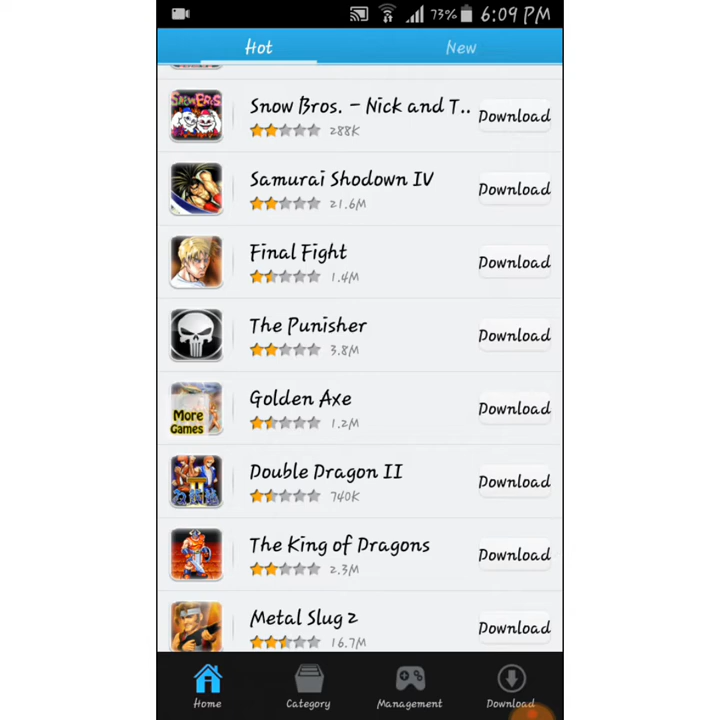 73% 6:09 PM
Hot New
Snow Bros. - Nick and T.. Download
288K
Samurai Shodown IV Download
21.6M
Final Fight Download
1.4M
The Punisher Download
3.8M
Golden Axe Download
More Games 1.2M
Double Dragon II Download
740K
The King of Dragons Download
2.3M
Metal Slug 2 Download
16.7M
Home Category Management Download